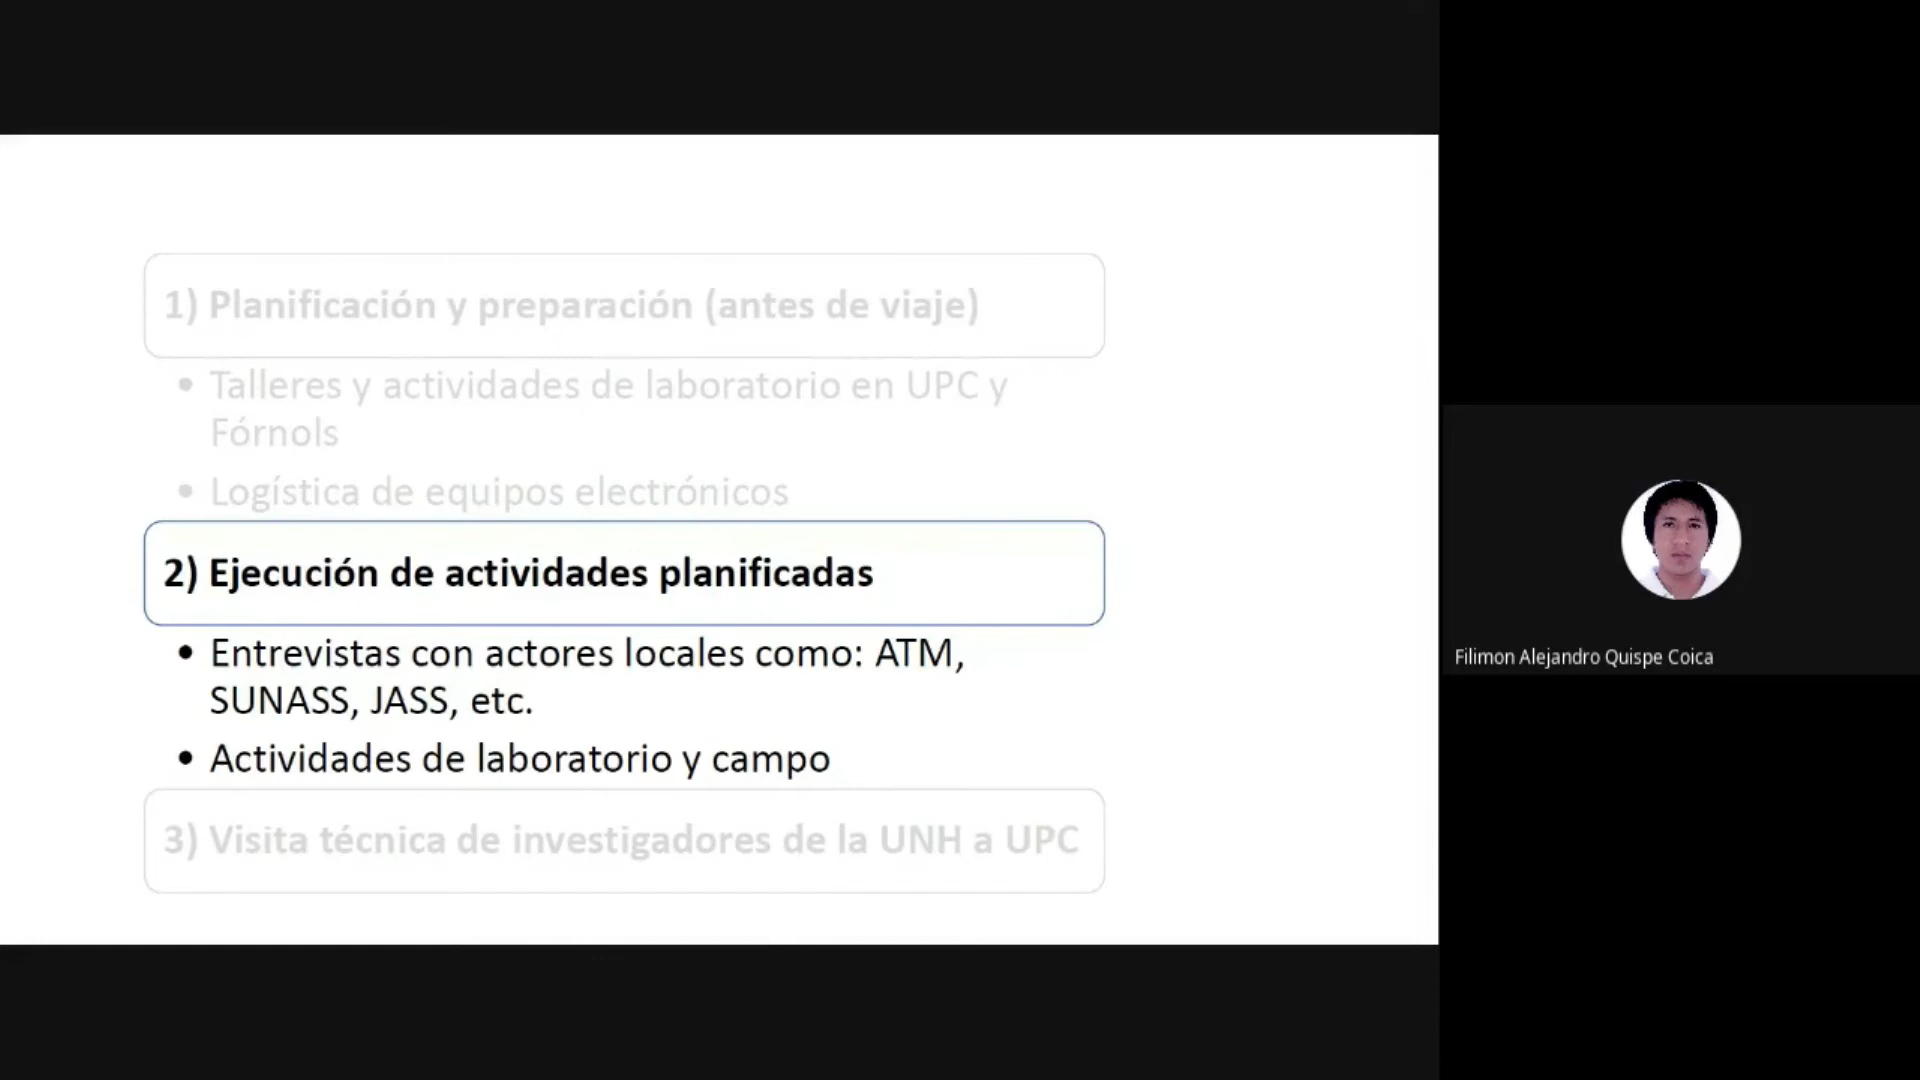 1) Planificación y preparación (antes de viaje)
• Talleres y actividades de laboratorio en UPC y
Fórnols
• Logística de equipos electrónicos
2) Ejecución de actividades planificadas
• Entrevistas con actores locales como: ATM,
SUNASS, JASS, etc.
• Actividades de laboratorio y campo
3) Visita técnica de investigadores de la UNH a UPC
Filimon Alejandro Quispe Coica